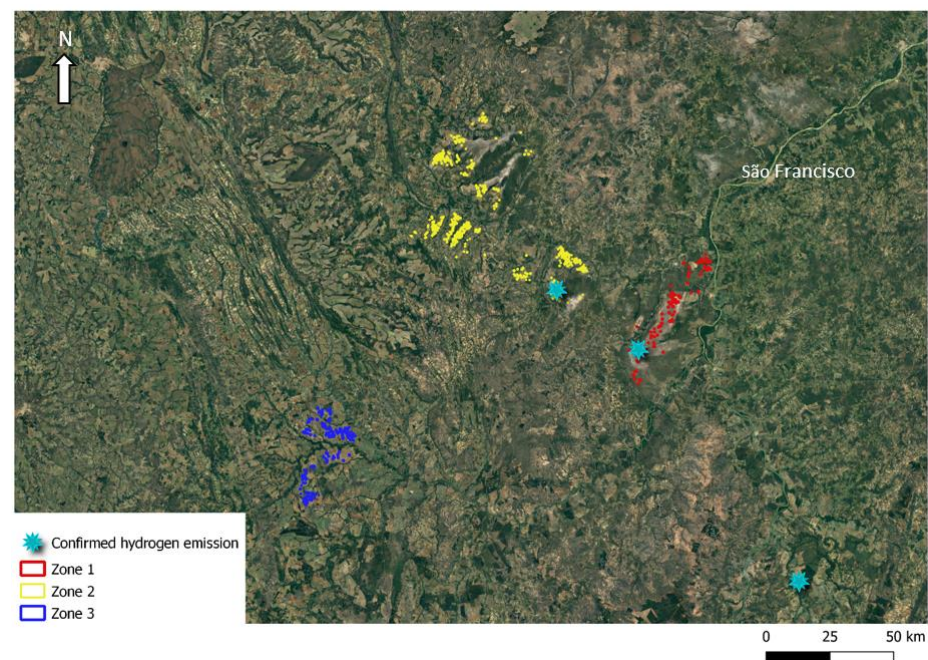 N
São Francisco
Confirmed hydrogen emission
Zone 1
Zone 2
Zone 3
0 25 50 km